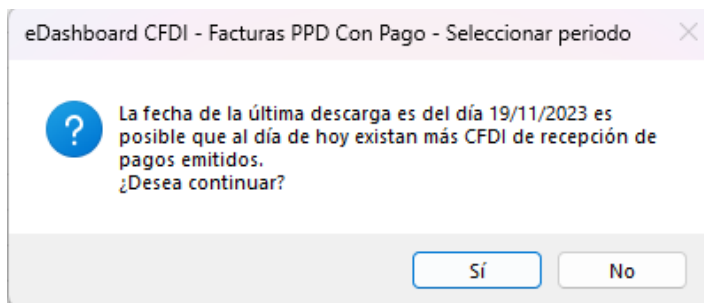 eDashboard CFDI - Facturas PPD Con Pago - Seleccionar periodo
La fecha de la última descarga es del día 19/11/2023 es
posible que al día de hoy existan más CFDI de recepción de
pagos emitidos.
¿Desea continuar?
Sí
No